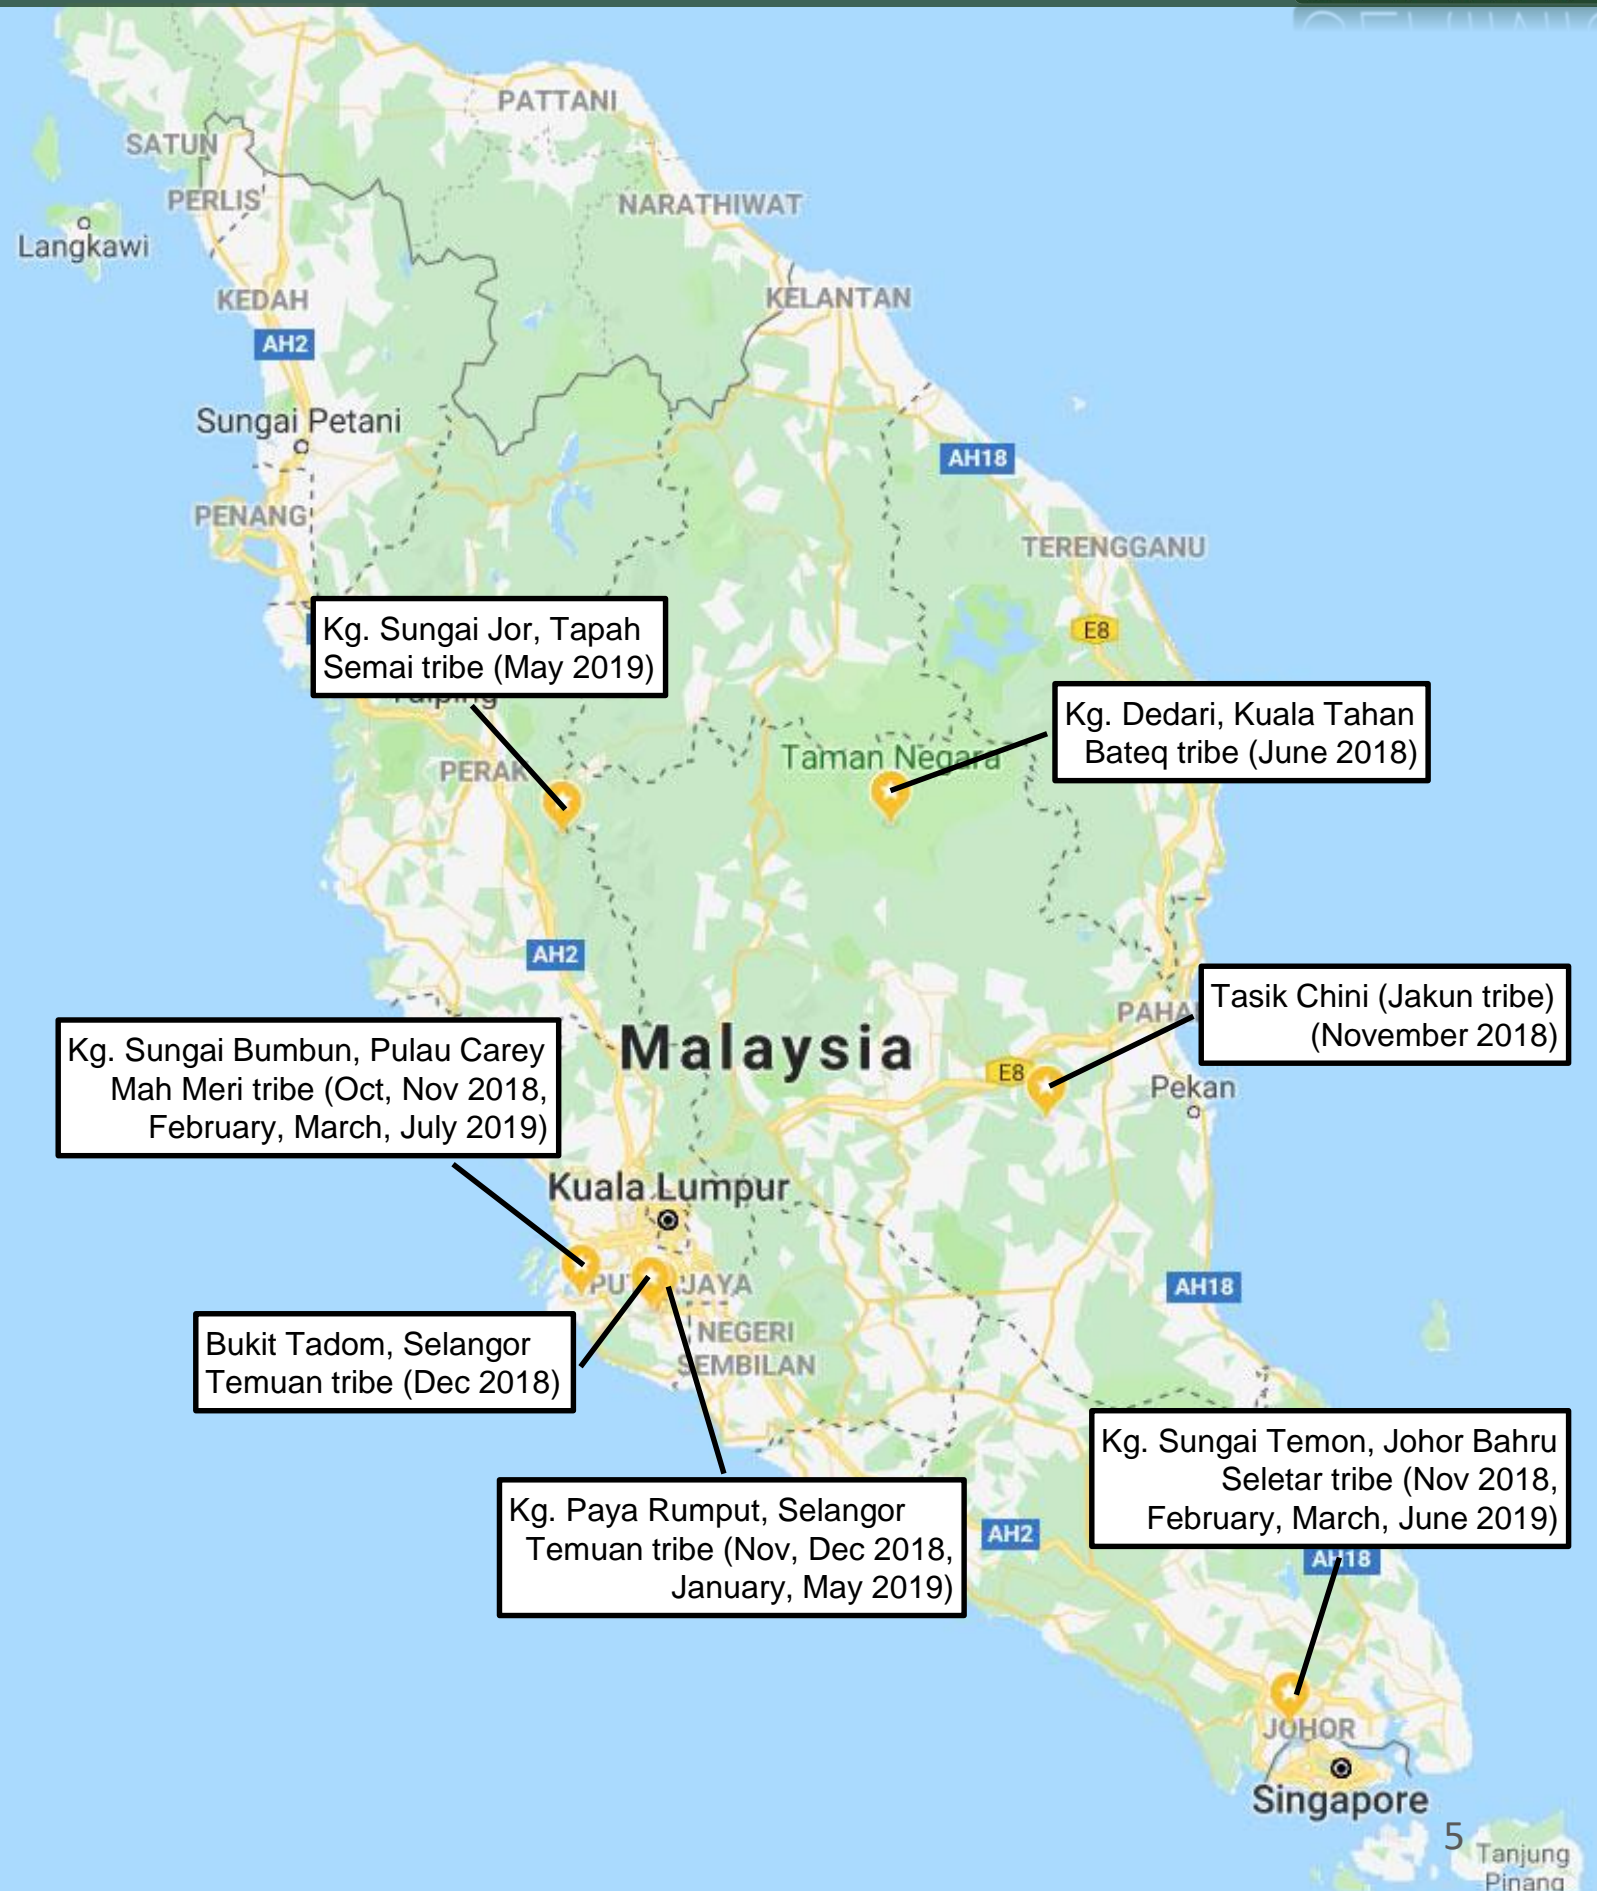 PATTANI
SATUN
PERLIS
NARATHIWAT
Langkawi
KEDAH
KELANTAN
AH2
Sungai Petani
AH18
PENANG
TERENGGANU
Kg. Sungai Jor, Tapah
Semai tribe (May 2019)
E8
Kg. Dedari, Kuala Tahan
Bateq tribe (June 2018)
Taman Negara
PERAK
AH2
Tasik Chini (Jakun tribe)
(November 2018)
Kg. Sungai Bumbun, Pulau Carey
Mah Meri tribe (Oct, Nov 2018,
February, March, July 2019)
Malaysia
E8
Pekan
Kuala Lumpur
AH18
Bukit Tadom, Selangor
Temuan tribe (Dec 2018)
NEGERI
SEMBILAN
Kg. Sungai Temon, Johor Bahru
Seletar tribe (Nov 2018,
February, March, June 2019)
Kg. Paya Rumput, Selangor
Temuan tribe (Nov, Dec 2018,
January, May 2019)
AH2
AH18
JOHOR
Singapore
5
Tanjung
Pinang